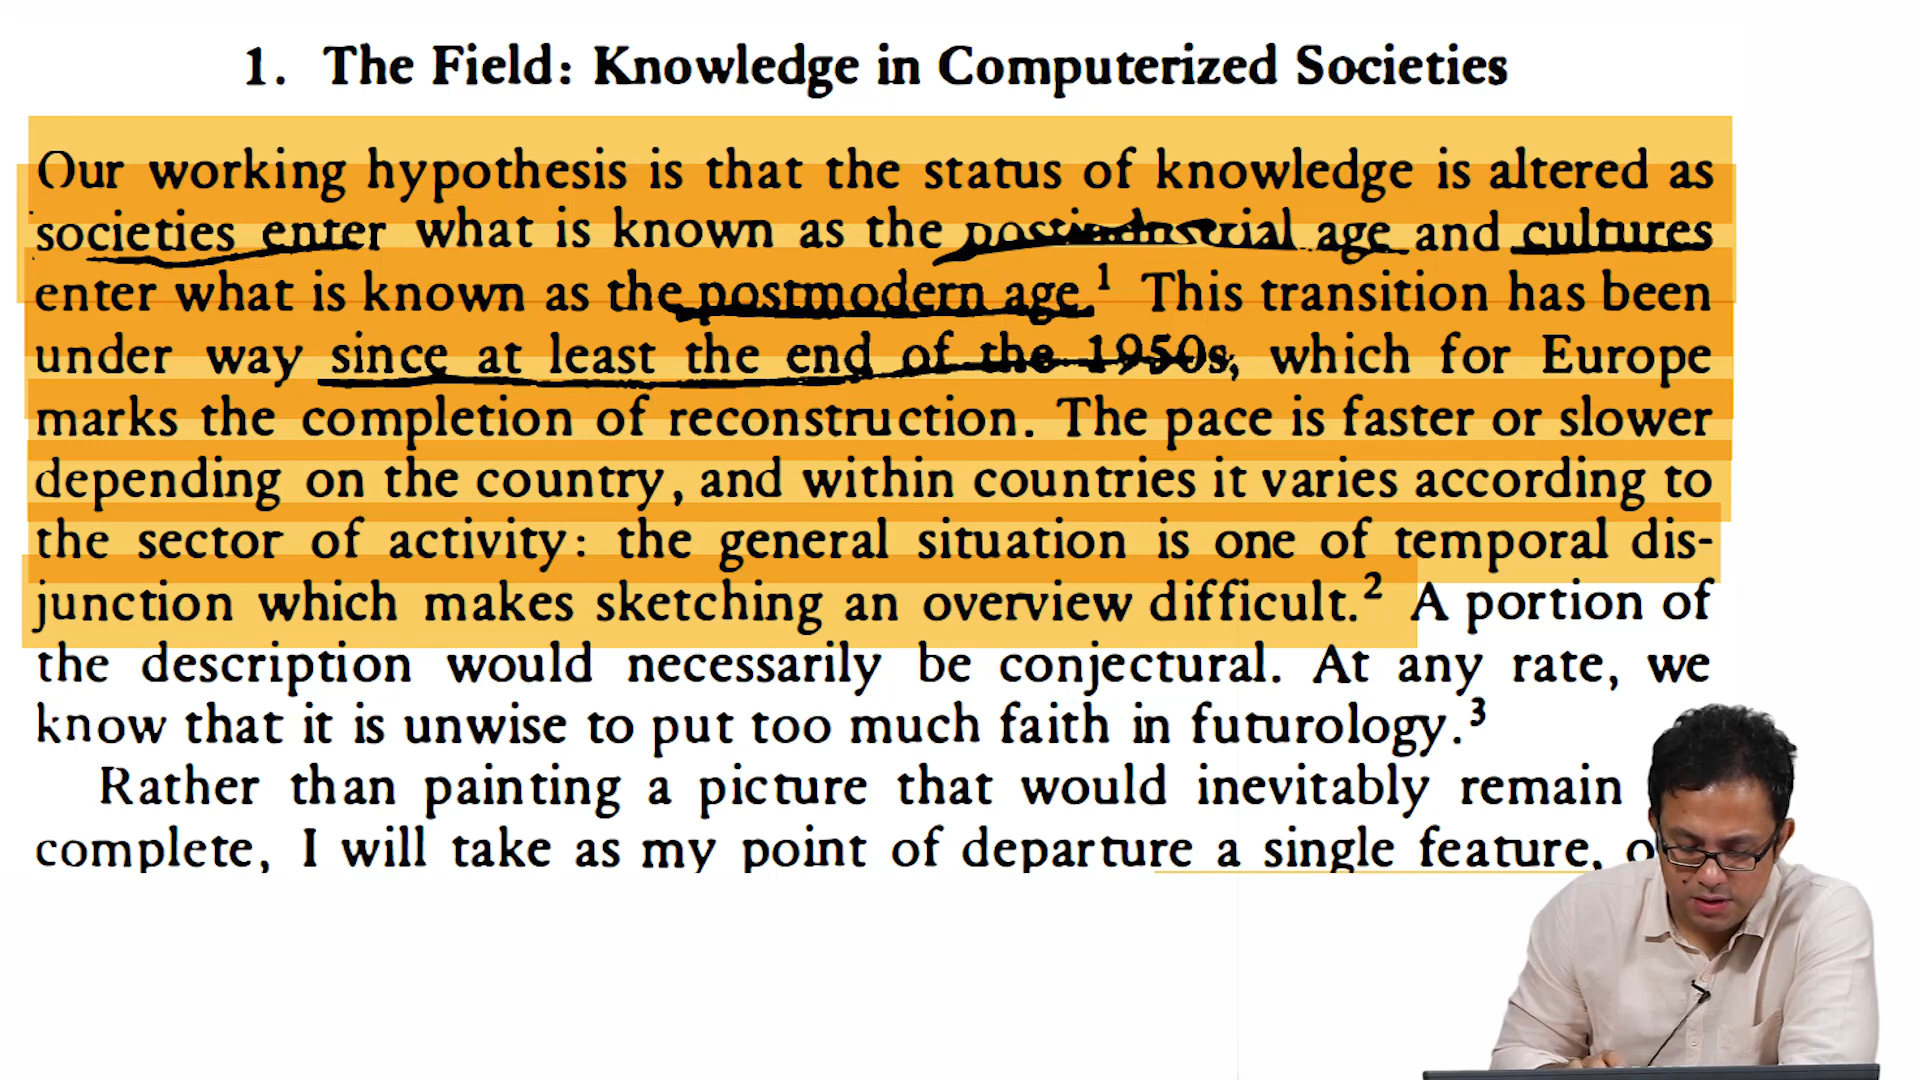 1. The Field: Knowledge in Computerized Societies
Our working hypothesis is that the status of knowledge is altered as
societies enter what is known as the postindustrial age and cultures
enter what is known as the postmodern age.¹ This transition has been
under way since at least the end of the 1950s, which for Europe
marks the completion of reconstruction. The pace is faster or slower
depending on the country, and within countries it varies according to
the sector of activity: the general situation is one of temporal dis-
junction which makes sketching an overview difficult.² A portion of
the description would necessarily be conjectural. At any rate, we
know that it is unwise to put too much faith in futurology.³
Rather than painting a picture that would inevitably remain
complete, I will take as my point of departure a single feature,